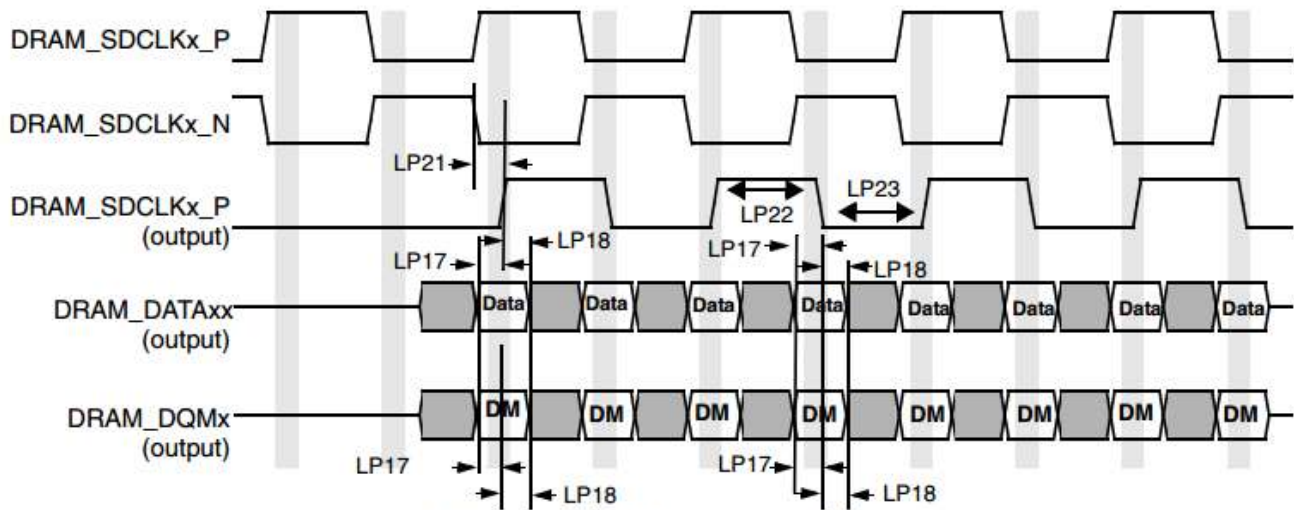 DRAM_SDCLKx_P
DRAM_SDCLKx_N
LP21
DRAM_SDCLKx_P
(output)
LP22
LP23
LP17
LP18
LP17
LP18
DRAM_DATAxx
(output)
Data Data Data Data Data Data Data Data
DRAM_DQMx
(output)
DM DM DM DM DM DM DM DM
LP17
LP18
LP17
LP18